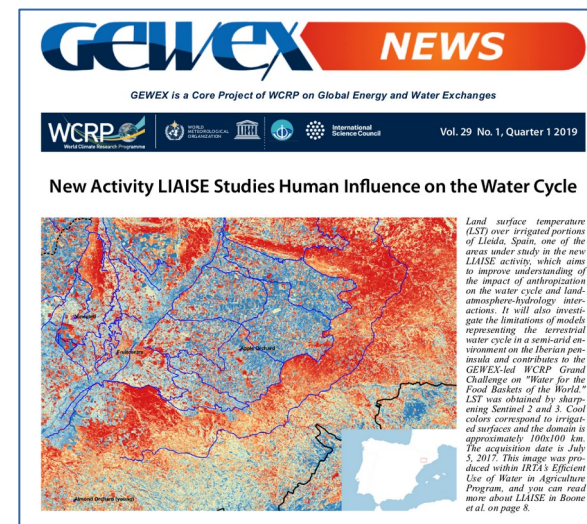 GEWEX NEWS
GEWEX is a Core Project of WCRP on Global Energy and Water Exchanges
WCRP
World Climate Research Programme
WORLD
METEOROLOGICAL
ORGANIZATION
International
Science Council
Vol. 29 No. 1, Quarter 1 2019
New Activity LIAISE Studies Human Influence on the Water Cycle
Land surface temperature
(LST) over irrigated portions
of Lleida, Spain, one of the
areas under study in the new
LIAISE activity, which aims
to improve understanding of
the impact of anthropization
on the water cycle and land-
atmosphere-hydrology inter-
actions. It will also investi-
gate the limitations of models
representing the terrestrial
water cycle in a semi-arid en-
vironment on the Iberian pen-
insula and contributes to the
GEWEX-led WCRP Grand
Challenge on "Water for the
Food Baskets of the World."
LST was obtained by sharp-
ening Sentinel 2 and 3. Cool
colors correspond to irrigat-
ed surfaces and the domain is
approximately 100x100 km.
The acquisition date is July
5, 2017. This image was pro-
duced within IRTA's Efficient
Use of Water in Agriculture
Program, and you can read
more about LIAISE in Boone
et al. on page 8.
Apple Orchard
Almond Orchard (young)